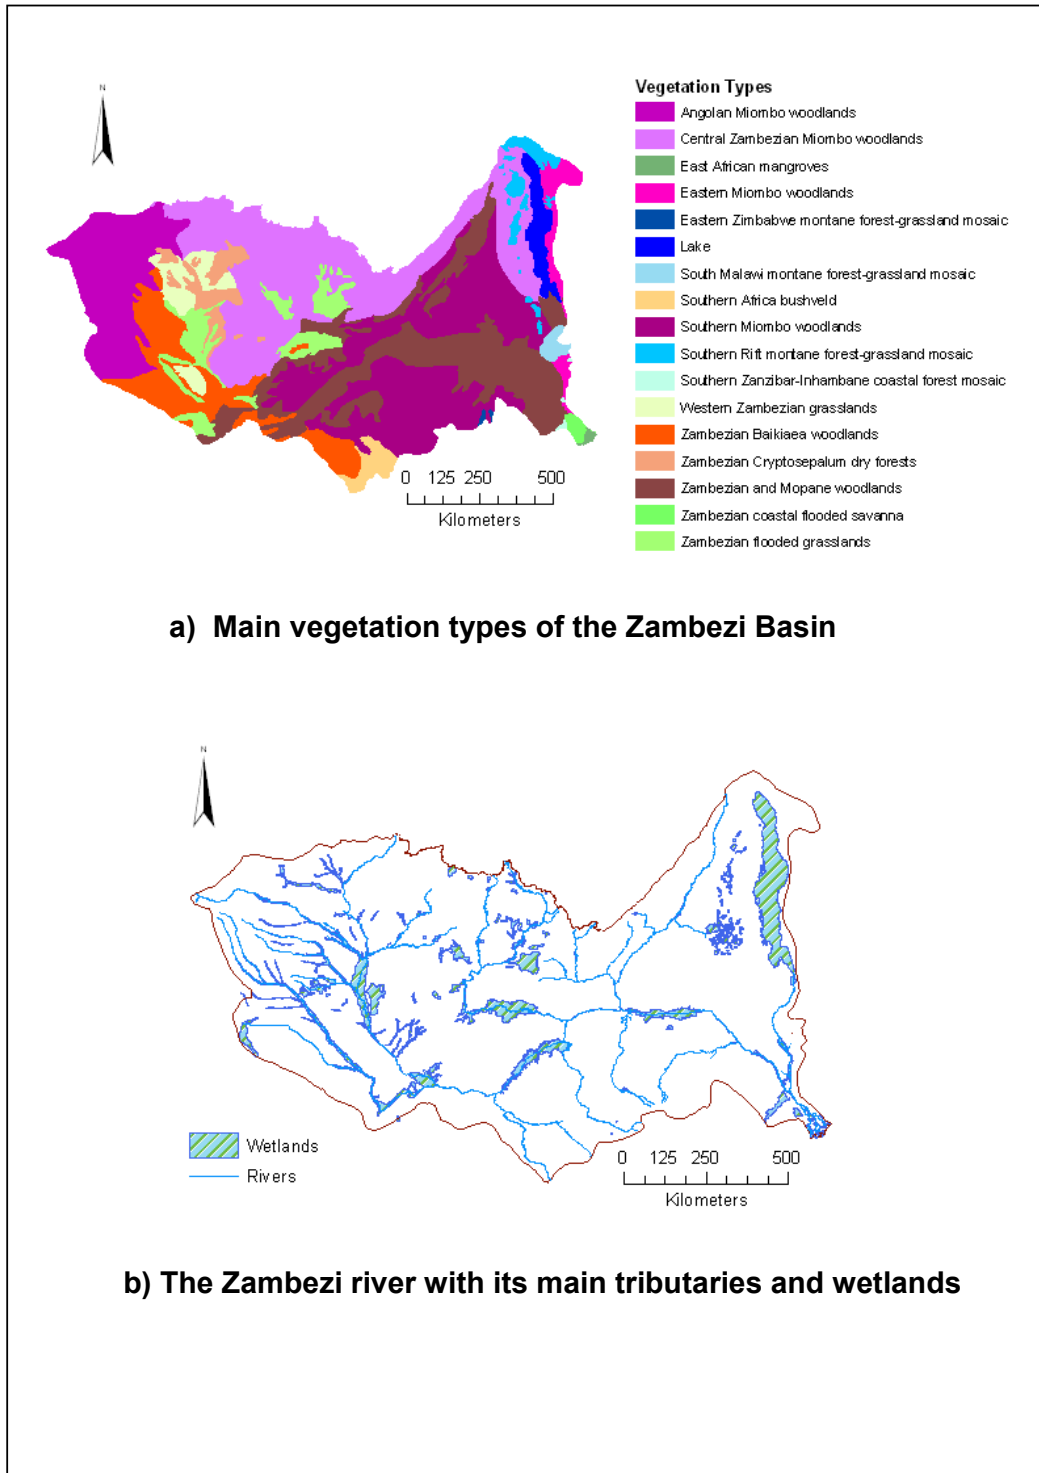 N
Vegetation Types
Angolan Miombo woodlands
Central Zambezian Miombo woodlands
East African mangroves
Eastern Miombo woodlands
Eastern Zimbabwe montane forest-grassland mosaic
Lake
South Malawi montane forest-grassland mosaic
Southern Africa bushveld
Southern Miombo woodlands
Southern Rift montane forest-grassland mosaic
Southern Zanzibar-Inhambane coastal forest mosaic
Western Zambezian grasslands
Zambezian Baikiaea woodlands
Zambezian Cryptosepalum dry forests
Zambezian and Mopane woodlands
Zambezian coastal flooded savanna
Zambezian flooded grasslands
0 125 250 500
Kilometers
a) Main vegetation types of the Zambezi Basin
N
Wetlands
Rivers
0 125 250 500
Kilometers
b) The Zambezi river with its main tributaries and wetlands